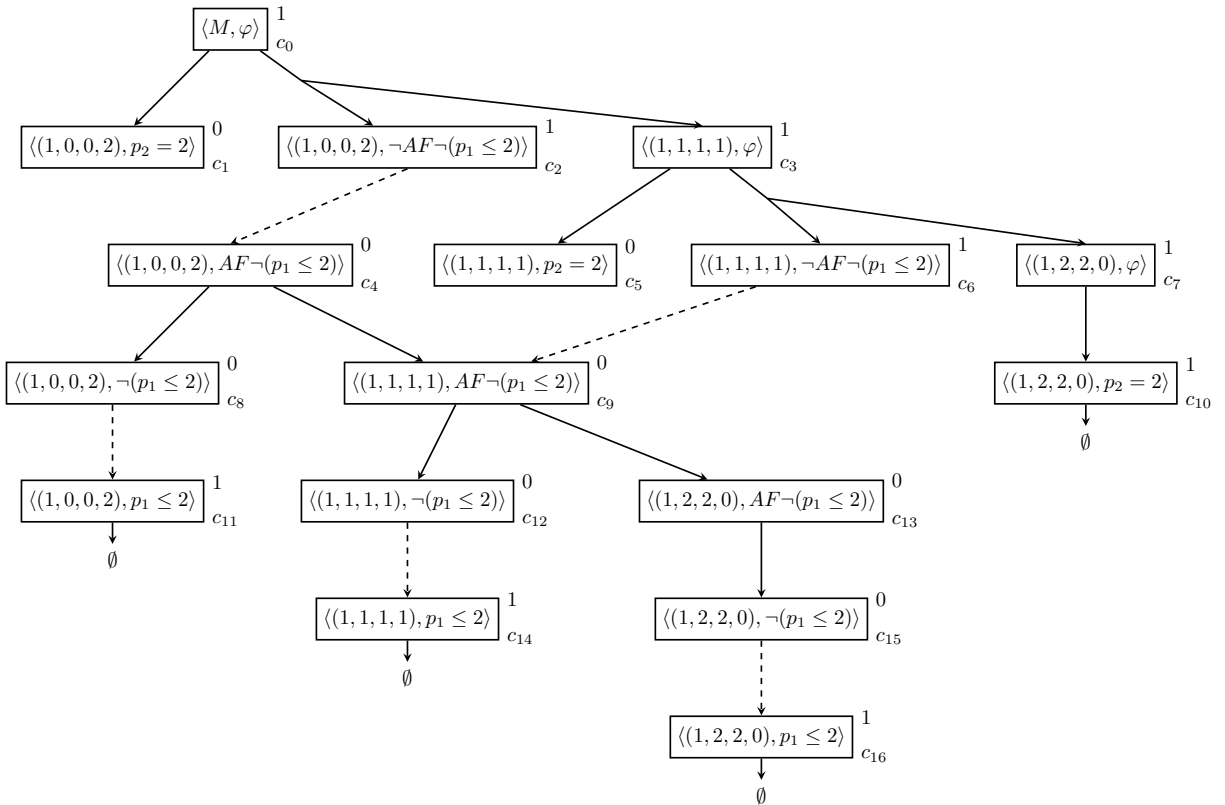 ⟨M, φ⟩ 1 c₀
⟨(1, 0, 0, 2), p₂ = 2⟩ 0 c₁
⟨(1, 0, 0, 2), ¬AF¬(p₁ ≤ 2)⟩ 1 c₂
⟨(1, 1, 1, 1), φ⟩ 1 c₃
⟨(1, 0, 0, 2), AF¬(p₁ ≤ 2)⟩ 0 c₄
⟨(1, 1, 1, 1), p₂ = 2⟩ 0 c₅
⟨(1, 1, 1, 1), ¬AF¬(p₁ ≤ 2)⟩ 1 c₆
⟨(1, 2, 2, 0), φ⟩ 1 c₇
⟨(1, 0, 0, 2), ¬(p₁ ≤ 2)⟩ 0 c₈
⟨(1, 1, 1, 1), AF¬(p₁ ≤ 2)⟩ 0 c₉
⟨(1, 2, 2, 0), p₂ = 2⟩ 1 c₁₀
∅
⟨(1, 0, 0, 2), p₁ ≤ 2⟩ 1 c₁₁
⟨(1, 1, 1, 1), ¬(p₁ ≤ 2)⟩ 0 c₁₂
⟨(1, 2, 2, 0), AF¬(p₁ ≤ 2)⟩ 0 c₁₃
∅
⟨(1, 1, 1, 1), p₁ ≤ 2⟩ 1 c₁₄
⟨(1, 2, 2, 0), ¬(p₁ ≤ 2)⟩ 0 c₁₅
∅
⟨(1, 2, 2, 0), p₁ ≤ 2⟩ 1 c₁₆
∅